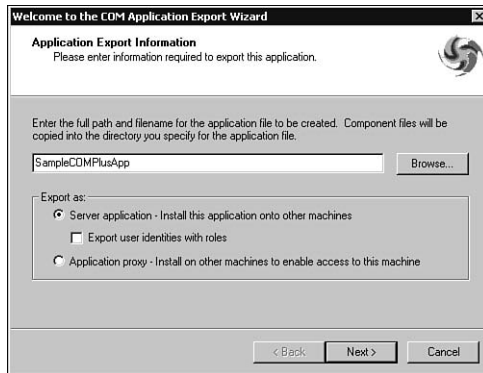 Welcome to the COM Application Export Wizard
Application Export Information
Please enter information required to export this application.
Enter the full path and filename for the application file to be created. Component files will be
copied into the directory you specify for the application file.
SampleCOMPlusApp
Browse...
Export as:
Server application - Install this application onto other machines
Export user identities with roles
Application proxy - Install on other machines to enable access to this machine
< Back
Next >
Cancel